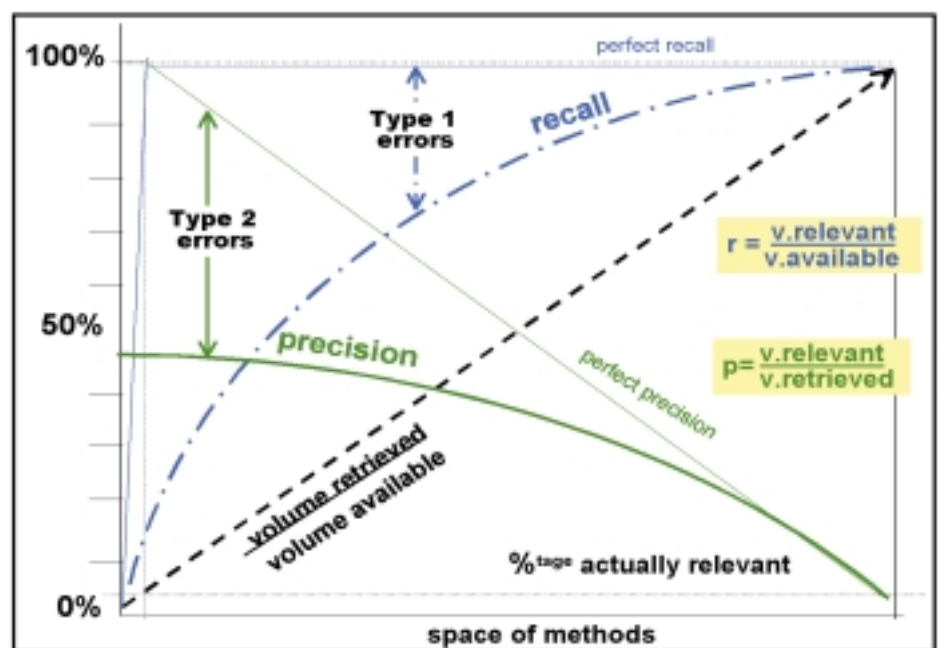 perfect recall
100%
recall
Type 1
errors
Type 2
errors
r = v.relevant
v.available
50%
precision
p= v.relevant
v.retrieved
perfect precision
volume retrieved
volume available
%tage actually relevant
0%
space of methods